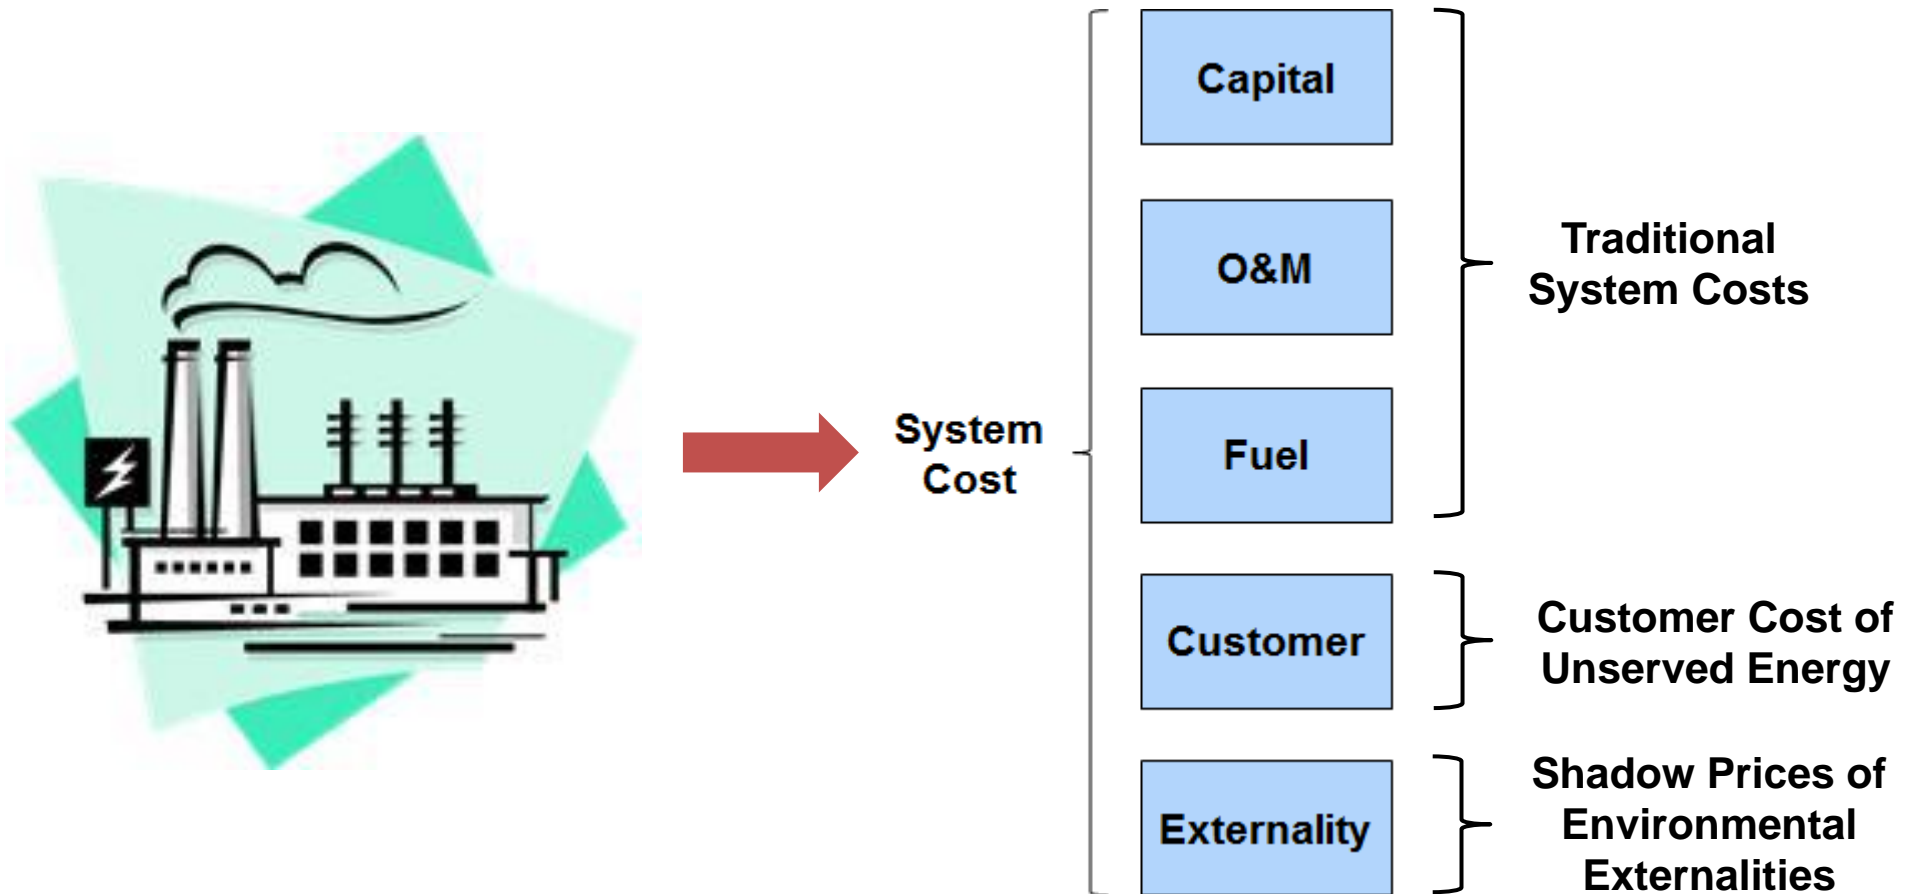 System
Cost
Capital
O&M
Fuel
Customer
Externality
Traditional
System Costs
Customer Cost of
Unserved Energy
Shadow Prices of
Environmental
Externalities